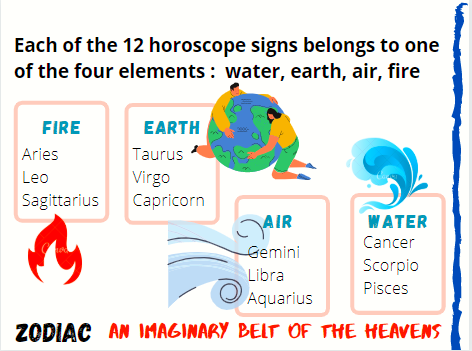 Each of the 12 horoscope signs belongs to one
of the four elements : water, earth, air, fire
FIRE
Aries
Leo
Sagittarius
EARTH
Taurus
Virgo
Capricorn
AIR
Gemini
Libra
Aquarius
WATER
Cancer
Scorpio
Pisces
ZODIAC AN IMAGINARY BELT OF THE HEAVENS